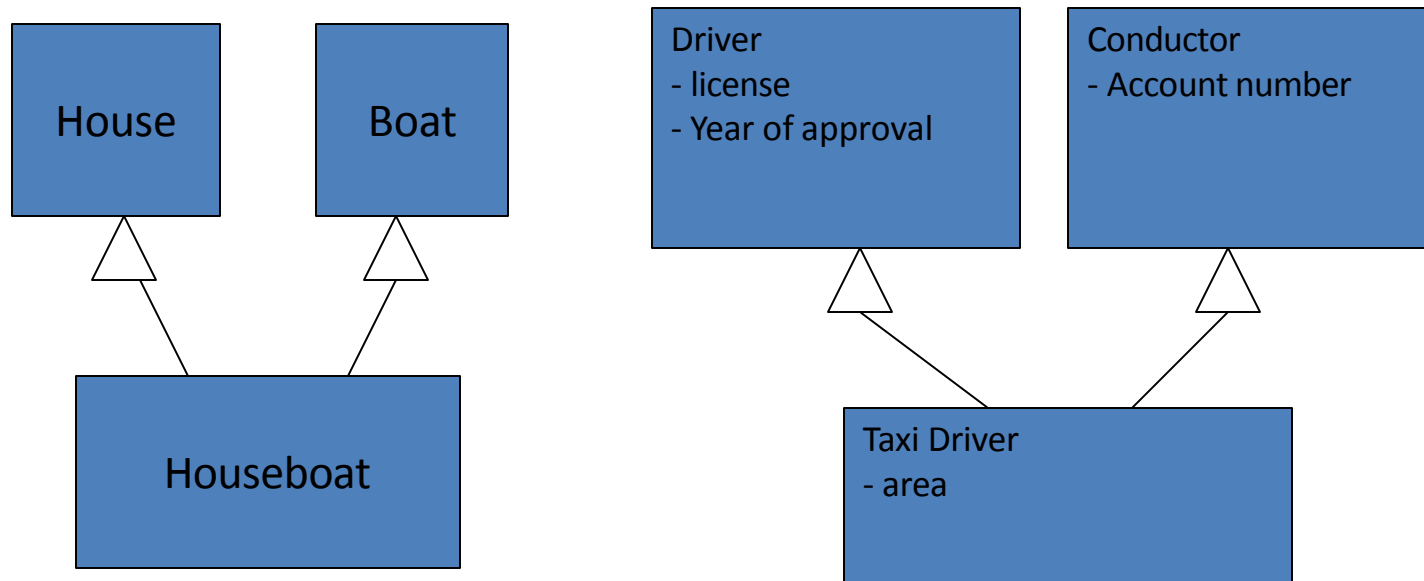 House
Boat
Houseboat
Driver
- license
- Year of approval
Conductor
- Account number
Taxi Driver
- area